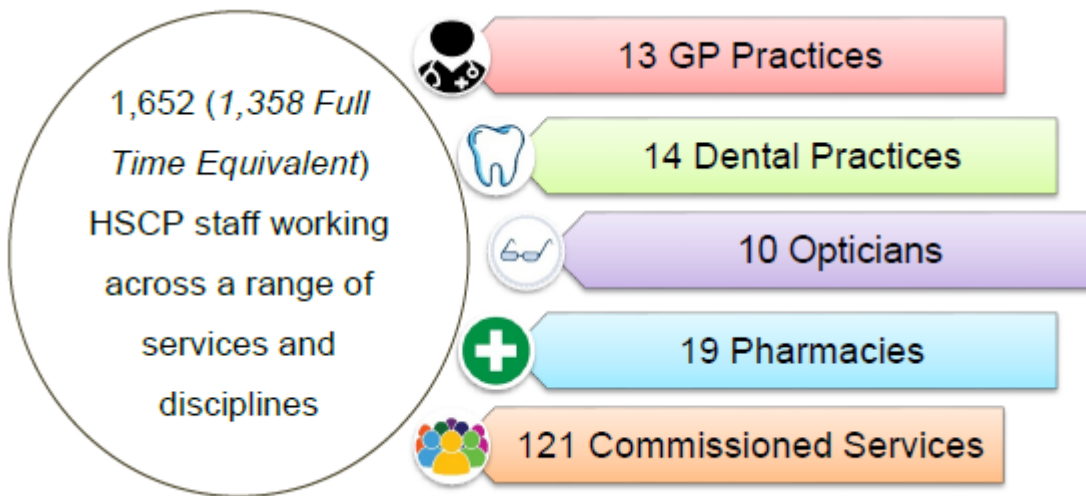 1,652 (1,358 Full
Time Equivalent)
HSCP staff working
across a range of
services and
disciplines
13 GP Practices
14 Dental Practices
10 Opticians
19 Pharmacies
121 Commissioned Services